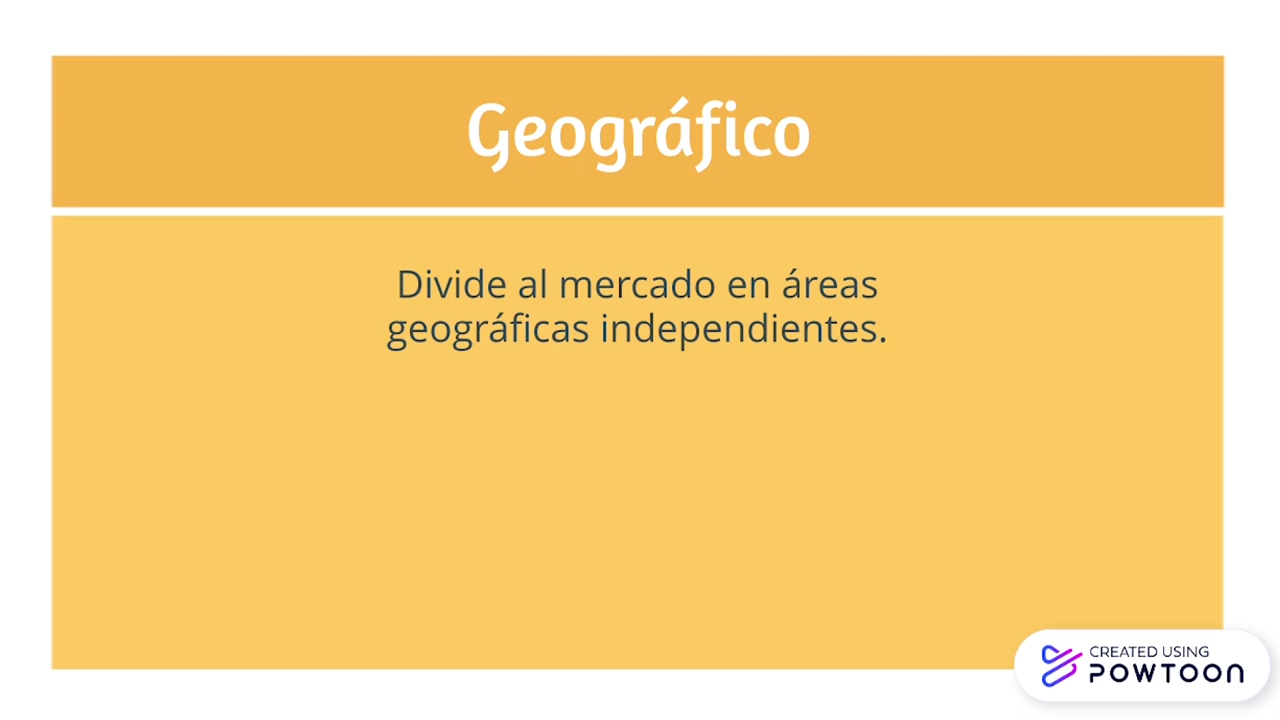 Geográfico
Divide al mercado en áreas
geográficas independientes.
CREATED USING
POWTOON